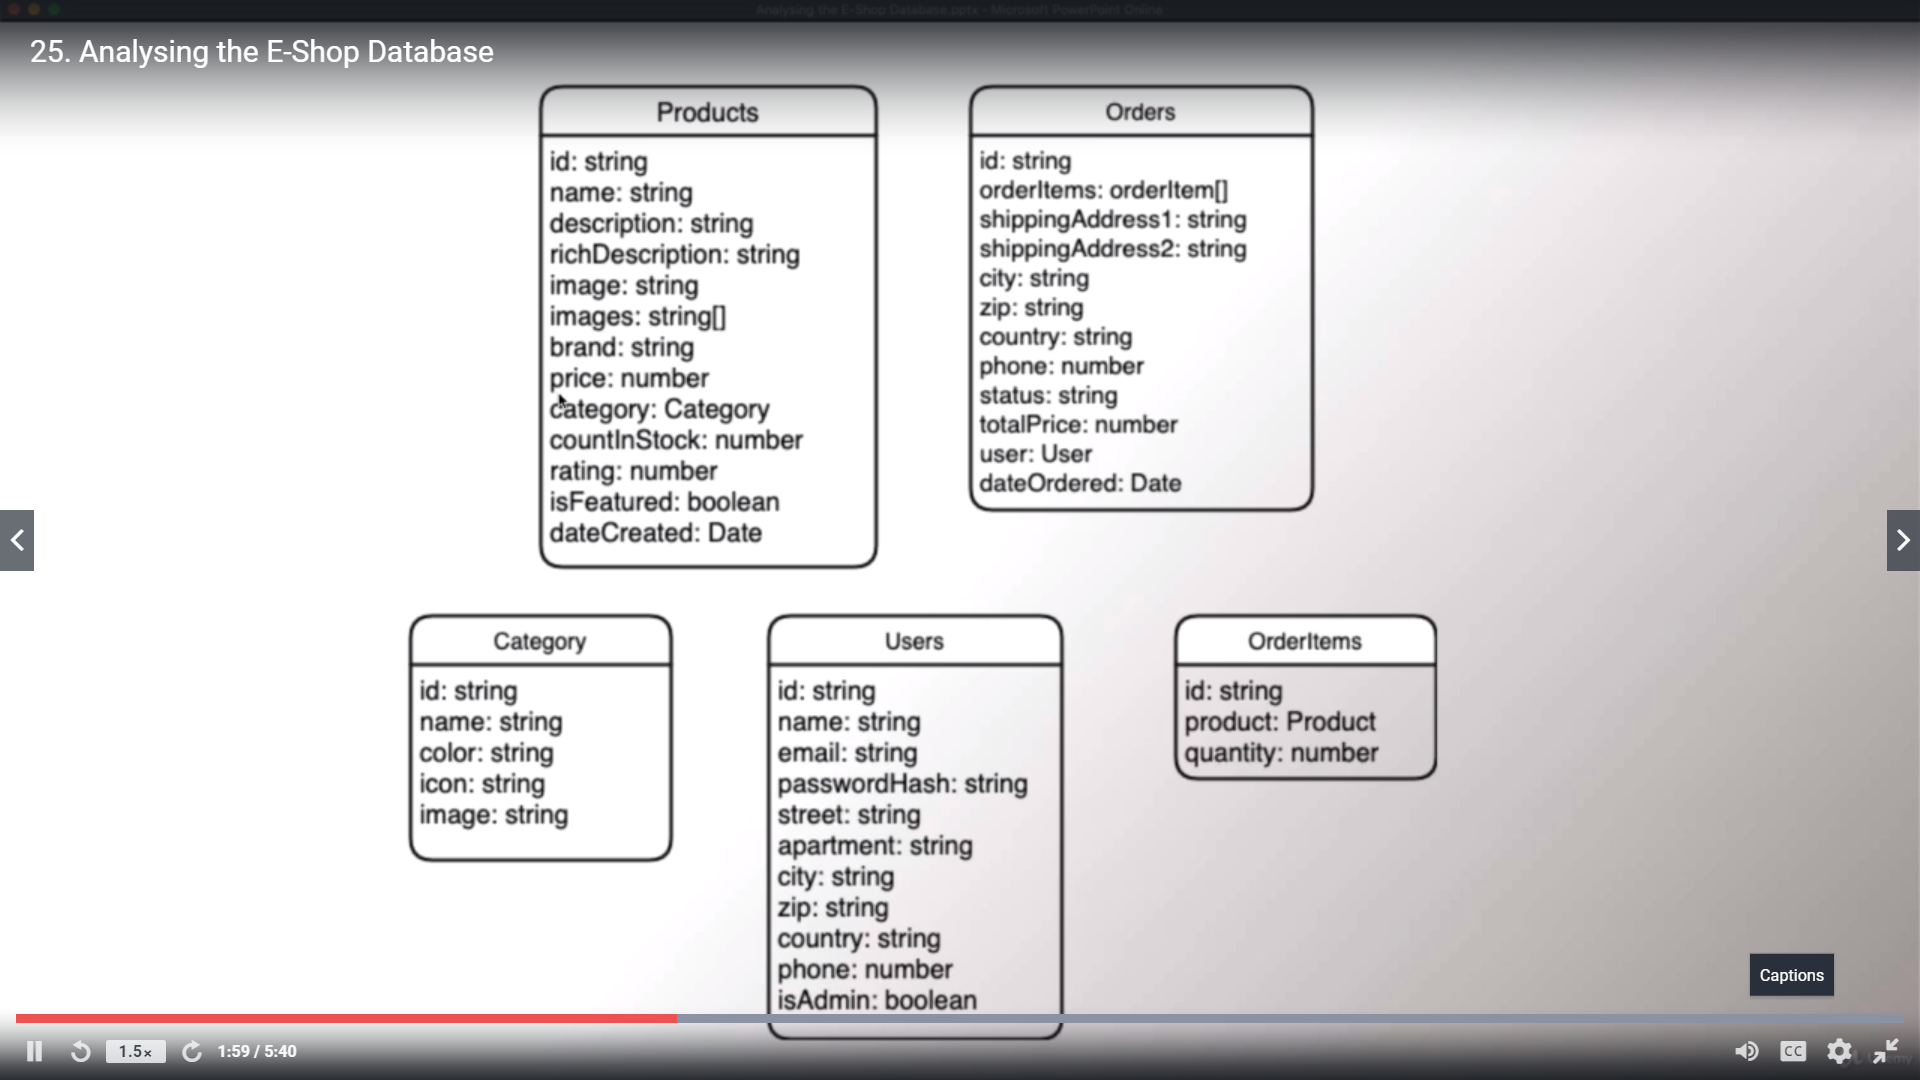 Analysing the E-Shop Database.pptx - Microsoft PowerPoint Online
25. Analysing the E-Shop Database
Products
id: string
name: string
description: string
richDescription: string
image: string
images: string[]
brand: string
price: number
category: Category
countInStock: number
rating: number
isFeatured: boolean
dateCreated: Date
Orders
id: string
orderItems: orderItem[]
shippingAddress1: string
shippingAddress2: string
city: string
zip: string
country: string
phone: number
status: string
totalPrice: number
user: User
dateOrdered: Date
Category
id: string
name: string
color: string
icon: string
image: string
Users
id: string
name: string
email: string
passwordHash: string
street: string
apartment: string
city: string
zip: string
country: string
phone: number
isAdmin: boolean
OrderItems
id: string
product: Product
quantity: number
Captions
1.5×
1:59 / 5:40
CC